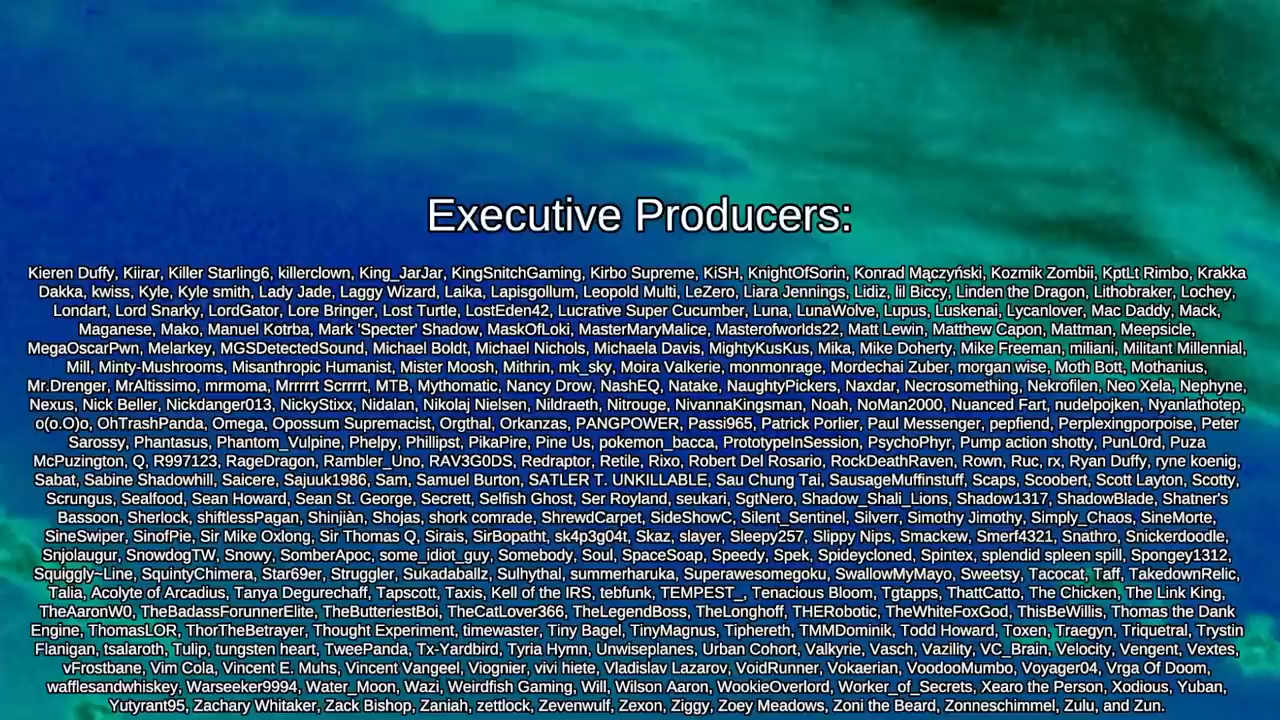 Executive Producers:
Kieren Duffy, Kiirar, Killer Starling6, killerclown, King_JarJar, KingSnitchGaming, Kirbo Supreme, KiSH, KnightOfSorin, Konrad Mączyński, Kozmik Zombii, KptLt Rimbo, Krakka
Dakka, kwiss, Kyle, Kyle smith, Lady Jade, Laggy Wizard, Laika, Lapisgollum, Leopold Multi, LeZero, Liara Jennings, Lidiz, lil Biccy, Linden the Dragon, Lithobraker, Lochey,
Londart, Lord Snarky, LordGator, Lore Bringer, Lost Turtle, LostEden42, Lucrative Super Cucumber, Luna, LunaWolve, Lupus, Luskenai, Lycanlover, Mac Daddy, Mack,
Maganese, Mako, Manuel Kotrba, Mark 'Specter' Shadow, MaskOfLoki, MasterMaryMalice, Masterofworlds22, Matt Lewin, Matthew Capon, Mattman, Meepsicle,
MegaOscarPwn, Melarkey, MGSDetectedSound, Michael Boldt, Michael Nichols, Michaela Davis, MightyKusKus, Mika, Mike Doherty, Mike Freeman, miliani, Militant Millennial,
Mill, Minty-Mushrooms, Misanthropic Humanist, Mister Moosh, Mithrin, mk_sky, Moira Valkerie, monmonrage, Mordechai Zuber, morgan wise, Moth Bott, Mothanius,
Mr.Drenger, MrAltissimo, mrmoma, Mrrrrrt Scrrrrt, MTB, Mythomatic, Nancy Drow, NashEQ, Natake, NaughtyPickers, Naxdar, Necrosomething, Nekrofilen, Neo Xela, Nephyne,
Nexus, Nick Beller, Nickdanger013, NickyStixx, Nidalan, Nikolaj Nielsen, Nildraeth, Nitrouge, NivannaKingsman, Noah, NoMan2000, Nuanced Fart, nudelpojken, Nyanlathotep,
o(o.O)o, OhTrashPanda, Omega, Opossum Supremacist, Orgthal, Orkanzas, PANGPOWER, Passi965, Patrick Porlier, Paul Messenger, pepfiend, Perplexingporpoise, Peter
Sarossy, Phantasus, Phantom_Vulpine, Phelpy, Phillipst, PikaPire, Pine Us, pokemon_bacca, PrototypeInSession, PsychoPhyr, Pump action shotty, PunL0rd, Puza
McPuzington, Q, R997123, RageDragon, Rambler_Uno, RAV3G0DS, Redraptor, Retile, Rixo, Robert Del Rosario, RockDeathRaven, Rown, Ruc, rx, Ryan Duffy, ryne koenig,
Sabat, Sabine Shadowhill, Saicere, Sajuuk1986, Sam, Samuel Burton, SATLER T. UNKILLABLE, Sau Chung Tai, SausageMuffinstuff, Scaps, Scoobert, Scott Layton, Scotty,
Scrungus, Sealfood, Sean Howard, Sean St. George, Secrett, Selfish Ghost, Ser Royland, seukari, SgtNero, Shadow_Shali_Lions, Shadow1317, ShadowBlade, Shatner's
Bassoon, Sherlock, shiftlessPagan, Shinjiàn, Shojas, shork comrade, ShrewdCarpet, SideShowC, Silent_Sentinel, Silverr, Simothy Jimothy, Simply_Chaos, SineMorte,
SineSwiper, SinofPie, Sir Mike Oxlong, Sir Thomas Q, Sirais, SirBopatht, sk4p3g04t, Skaz, slayer, Sleepy257, Slippy Nips, Smackew, Smerf4321, Snathro, Snickerdoodle,
Snjolaugur, SnowdogTW, Snowy, SomberApoc, some_idiot_guy, Somebody, Soul, SpaceSoap, Speedy, Spek, Spideycloned, Spintex, splendid spleen spill, Spongey1312,
Squiggly~Line, SquintyChimera, Star69er, Struggler, Sukadaballz, Sulhythal, summerharuka, Superawesomegoku, SwallowMyMayo, Sweetsy, Tacocat, Taff, TakedownRelic,
Talia, Acolyte of Arcadius, Tanya Degurechaff, Tapscott, Taxis, Kell of the IRS, tebfunk, TEMPEST_, Tenacious Bloom, Tgtapps, ThattCatto, The Chicken, The Link King,
TheAaronW0, TheBadassForunnerElite, TheButteriestBoi, TheCatLover366, TheLegendBoss, TheLonghoff, THERobotic, TheWhiteFoxGod, ThisBeWillis, Thomas the Dank
Engine, ThomasLOR, ThorTheBetrayer, Thought Experiment, timewaster, Tiny Bagel, TinyMagnus, Tiphereth, TMMDominik, Todd Howard, Toxen, Traegyn, Triquetral, Trystin
Flanigan, tsalaroth, Tulip, tungsten heart, TweePanda, Tx-Yardbird, Tyria Hymn, Unwiseplanes, Urban Cohort, Valkyrie, Vasch, Vazility, VC_Brain, Velocity, Vengent, Vextes,
vFrostbane, Vim Cola, Vincent E. Muhs, Vincent Vangeel, Viognier, vivi hiete, Vladislav Lazarov, VoidRunner, Vokaerian, VoodooMumbo, Voyager04, Vrga Of Doom,
wafflesandwhiskey, Warseeker9994, Water_Moon, Wazi, Weirdfish Gaming, Will, Wilson Aaron, WookieOverlord, Worker_of_Secrets, Xearo the Person, Xodious, Yuban,
Yutyrant95, Zachary Whitaker, Zack Bishop, Zaniah, zettlock, Zevenwulf, Zexon, Ziggy, Zoey Meadows, Zoni the Beard, Zonneschimmel, Zulu, and Zun.